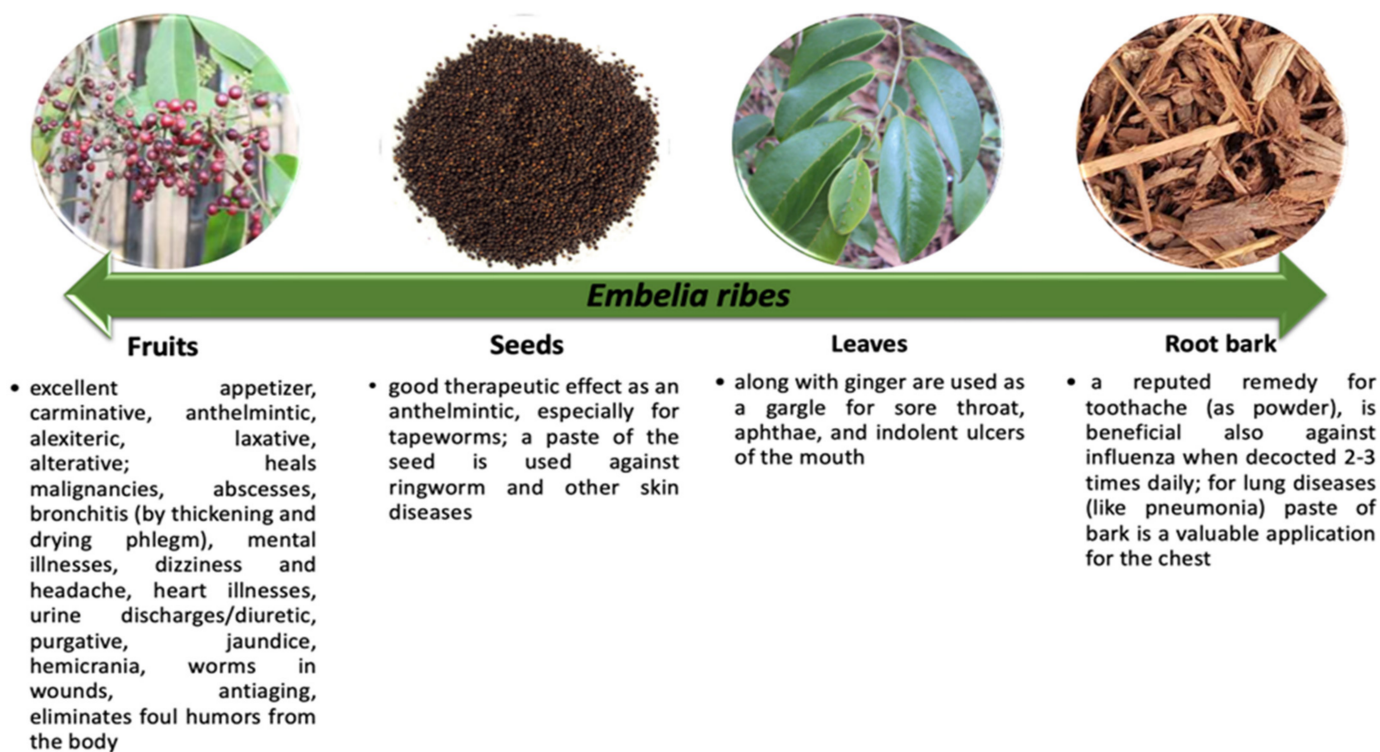 Embelia ribes
Fruits
• excellent appetizer,
carminative, anthelmintic,
alexiteric, laxative,
alterative; heals
malignancies, abscesses,
bronchitis (by thickening and
drying phlegm), mental
illnesses, dizziness and
headache, heart illnesses,
urine discharges/diuretic,
purgative, jaundice,
hemicrania, worms in
wounds, antiaging,
eliminates foul humors from
the body
Seeds
• good therapeutic effect as an
anthelmintic, especially for
tapeworms; a paste of the
seed is used against
ringworm and other skin
diseases
Leaves
• along with ginger are used as
a gargle for sore throat,
aphthae, and indolent ulcers
of the mouth
Root bark
• a reputed remedy for
toothache (as powder), is
beneficial also against
influenza when decocted 2-3
times daily; for lung diseases
(like pneumonia) paste of
bark is a valuable application
for the chest